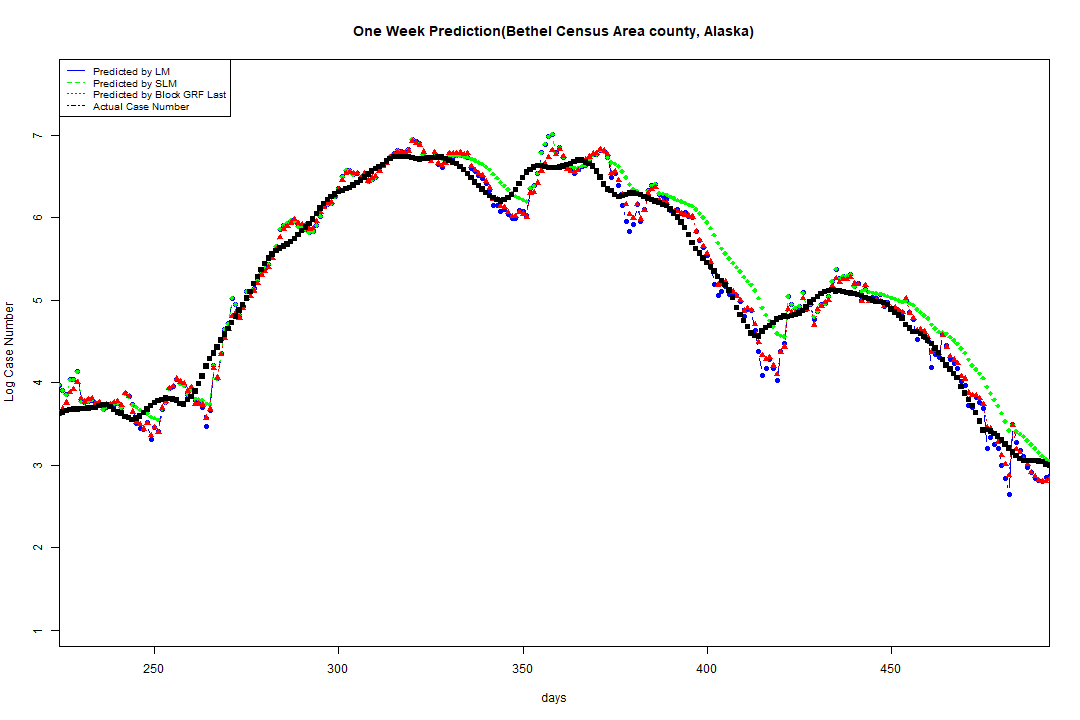 One Week Prediction(Bethel Census Area county, Alaska)
Predicted by LM
Predicted by SLM
Predicted by Block GRF Last
Actual Case Number
7
6
5
4
3
2
1
Log Case Number
250 300 350 400 450
days